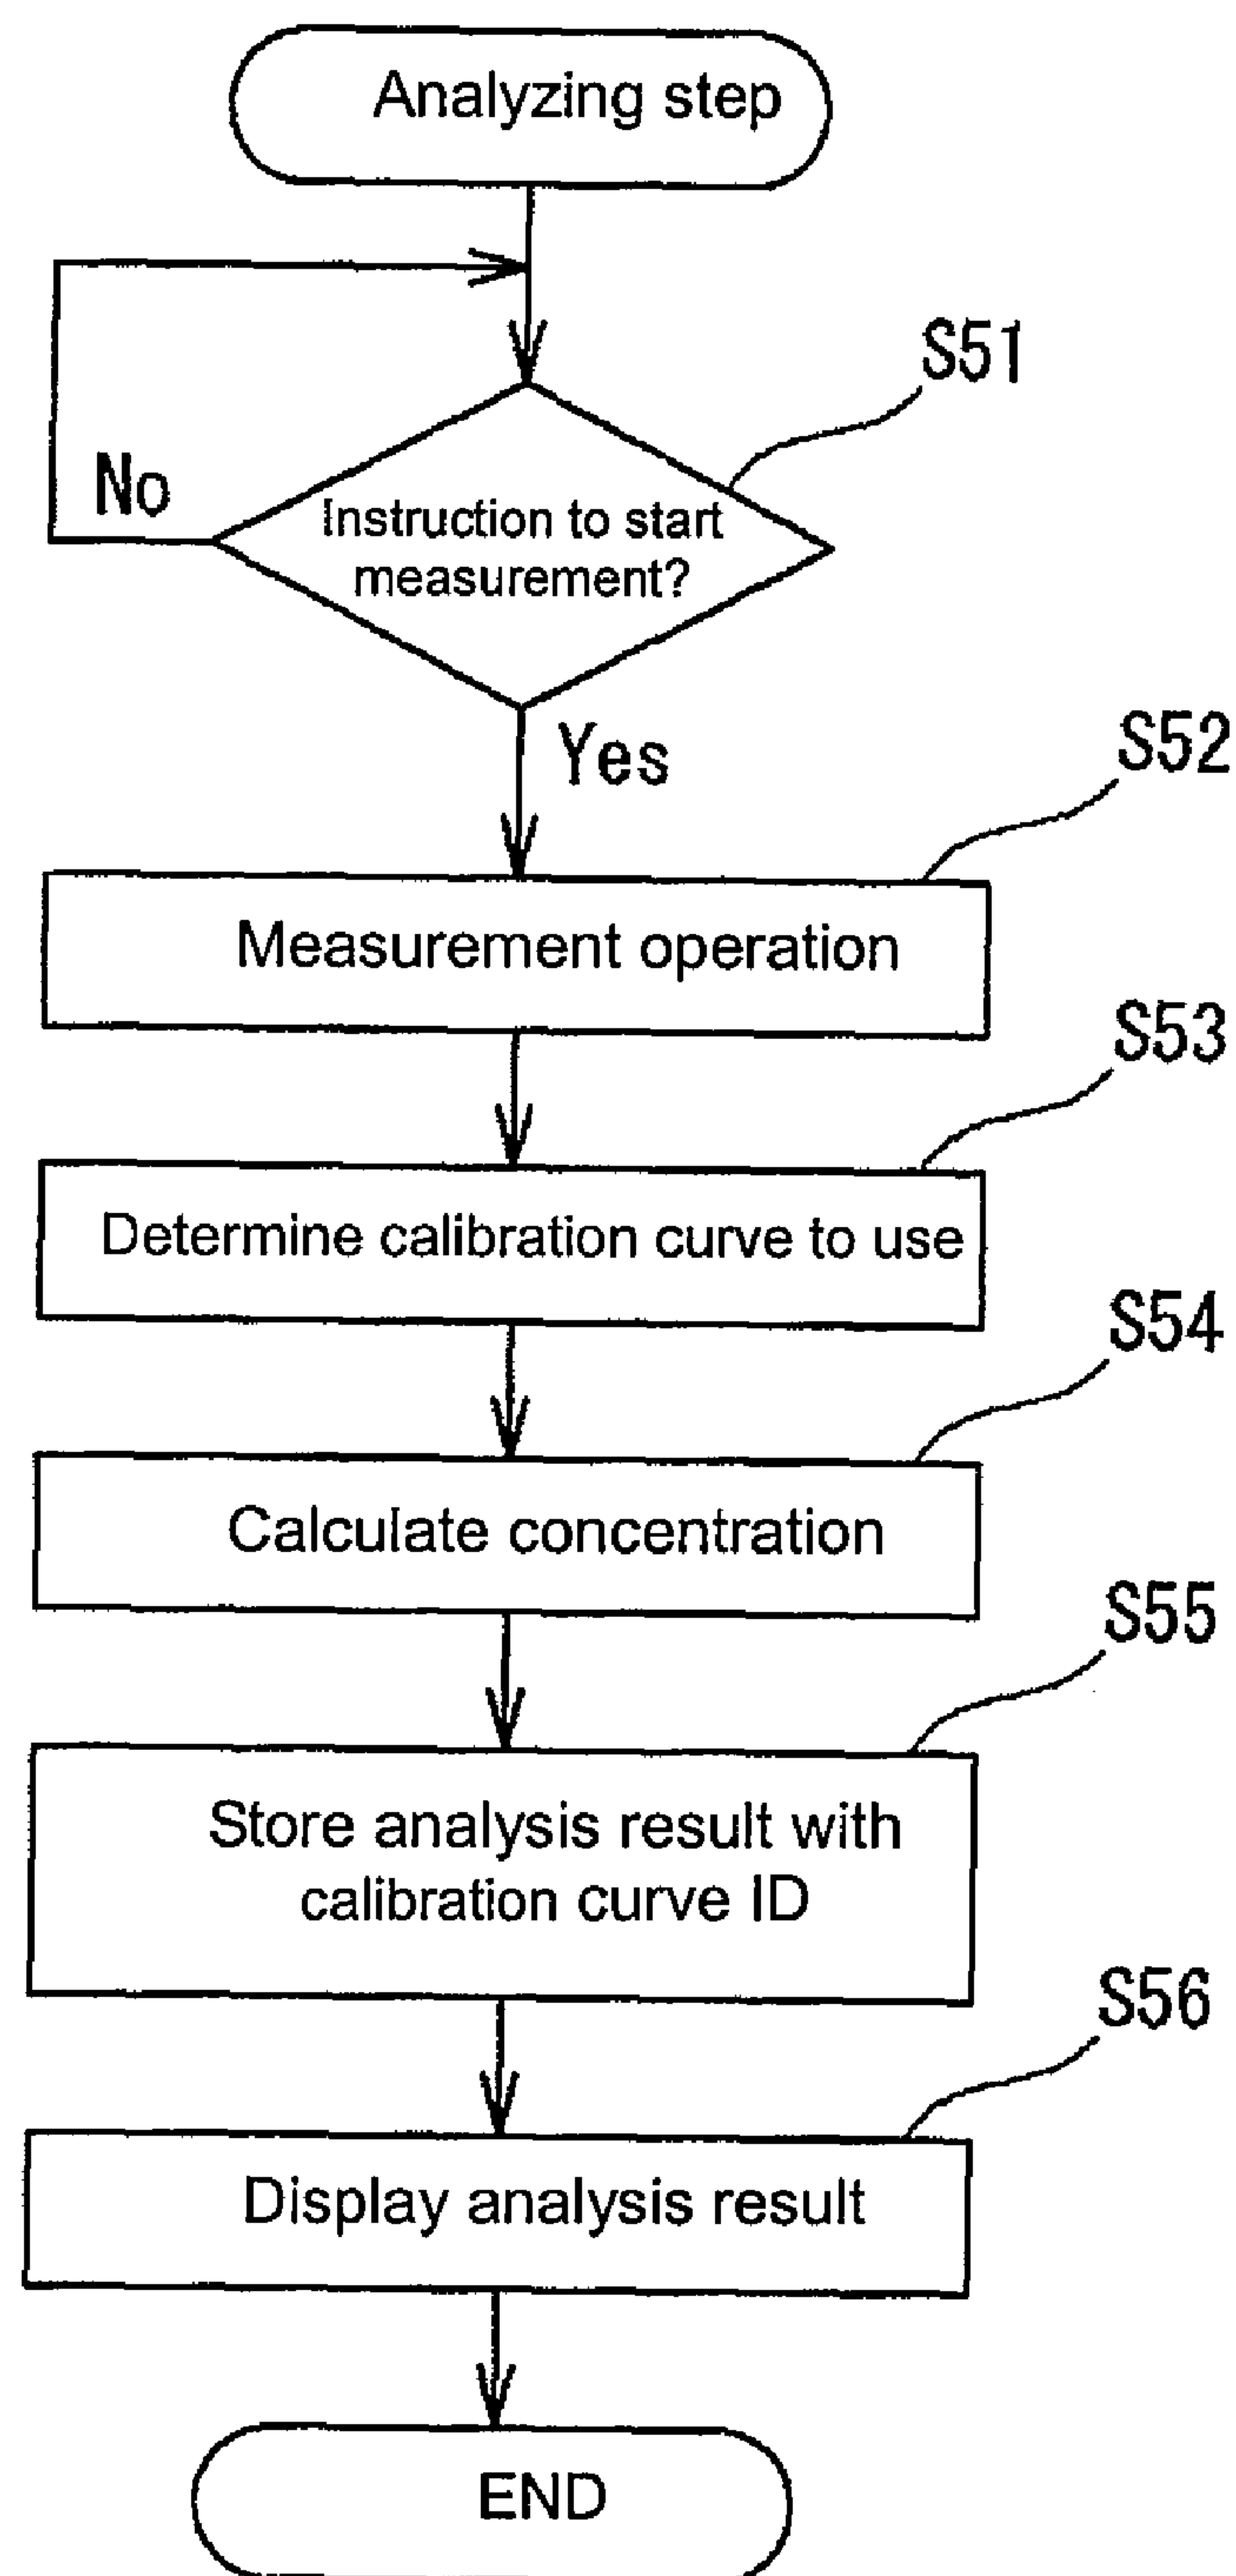 Analyzing step
S51
No
Instruction to start
measurement?
Yes
S52
Measurement operation
S53
Determine calibration curve to use
S54
Calculate concentration
S55
Store analysis result with
calibration curve ID
S56
Display analysis result
END